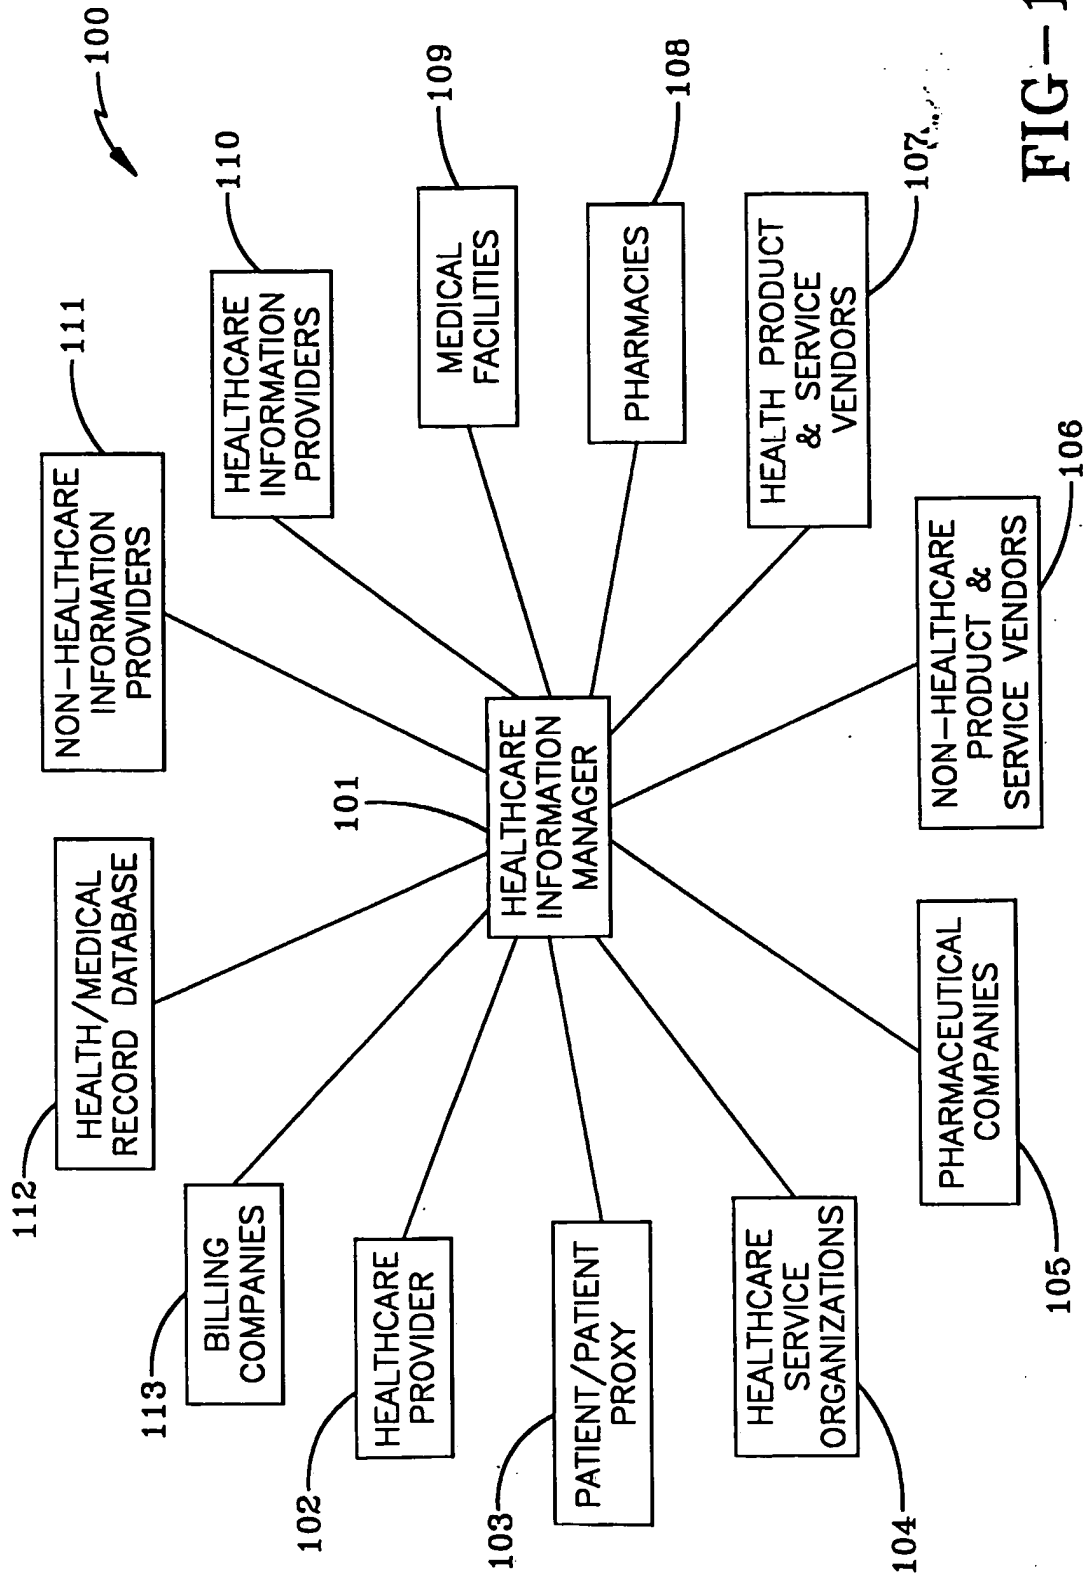 100
111
NON-HEALTHCARE
INFORMATION
PROVIDERS
112
HEALTH/MEDICAL
RECORD DATABASE
110
HEALTHCARE
INFORMATION
PROVIDERS
113
BILLING
COMPANIES
109
MEDICAL
FACILITIES
102
HEALTHCARE
PROVIDER
101
HEALTHCARE
INFORMATION
MANAGER
108
PHARMACIES
103
PATIENT/PATIENT
PROXY
107
HEALTH PRODUCT
& SERVICE
VENDORS
104
HEALTHCARE
SERVICE
ORGANIZATIONS
105
PHARMACEUTICAL
COMPANIES
106
NON-HEALTHCARE
PRODUCT &
SERVICE VENDORS
FIG-1